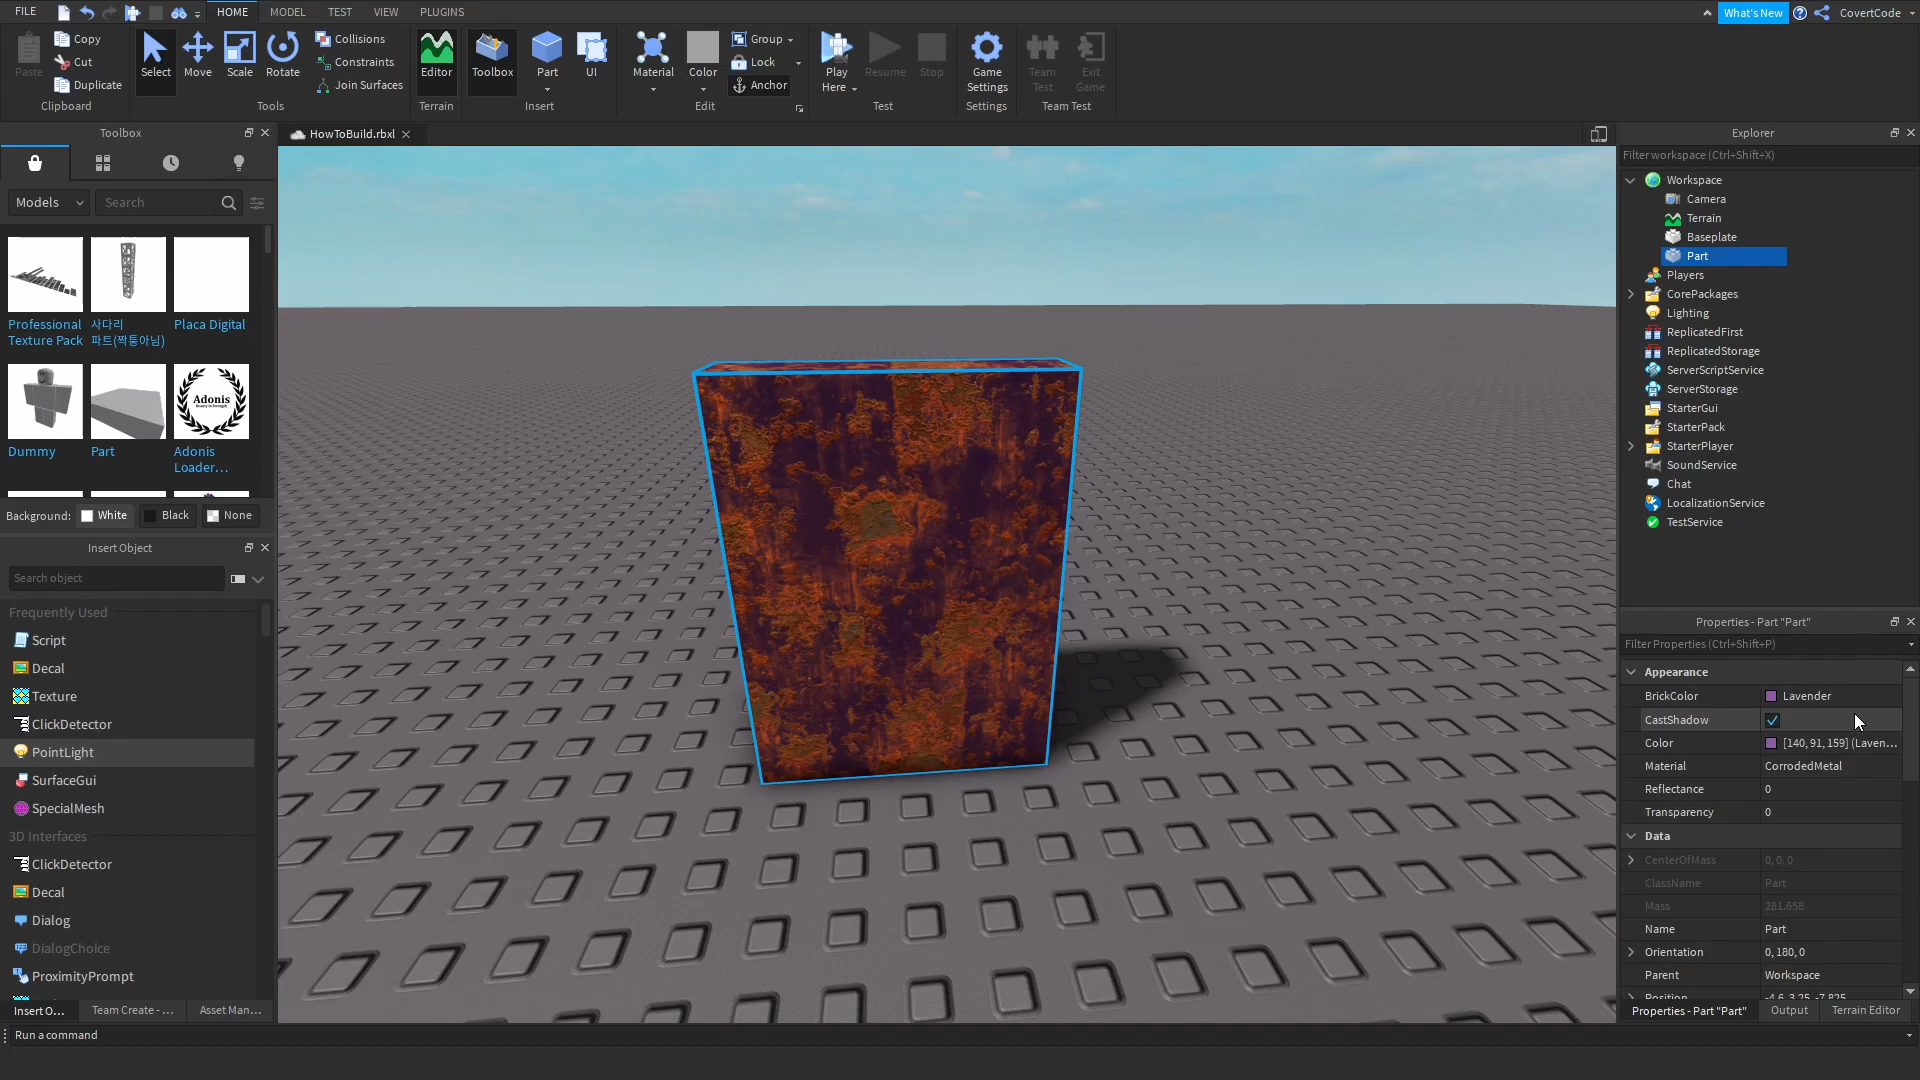 FILE
HOME
MODEL
TEST
VIEW
PLUGINS
What's New
CovertCode
Paste
Copy
Cut
Duplicate
Clipboard
Select
Move
Scale
Rotate
Collisions
Constraints
Join Surfaces
Tools
Editor
Terrain
Toolbox
Part
UI
Insert
Material
Color
Group
Lock
Anchor
Edit
Play
Here
Resume
Stop
Test
Game
Settings
Settings
Team
Test
Exit
Game
Team Test
Toolbox
Models
Search
Professional
Texture Pack
사다리
파트(짝퉁아님)
Placa Digital
Adonis
Dummy
Part
Adonis
Loader...
Background:
White
Black
None
Insert Object
Search object
Frequently Used
Script
Decal
Texture
ClickDetector
PointLight
SurfaceGui
SpecialMesh
3D Interfaces
ClickDetector
Decal
Dialog
DialogChoice
ProximityPrompt
Insert O...
Team Create - ...
Asset Man...
Run a command
HowToBuild.rbxl
Explorer
Filter workspace (Ctrl+Shift+X)
Workspace
Camera
Terrain
Baseplate
Part
Players
CorePackages
Lighting
ReplicatedFirst
ReplicatedStorage
ServerScriptService
ServerStorage
StarterGui
StarterPack
StarterPlayer
SoundService
Chat
LocalizationService
TestService
Properties - Part "Part"
Filter Properties (Ctrl+Shift+P)
Appearance
BrickColor Lavender
CastShadow
Color [140, 91, 159] (Laven...
Material CorrodedMetal
Reflectance 0
Transparency 0
Data
CenterOfMass 0, 0, 0
ClassName Part
Mass 281.658
Name Part
Orientation 0, 180, 0
Parent Workspace
Position -4.6, 3.25, -7.825
Properties - Part "Part"
Output
Terrain Editor